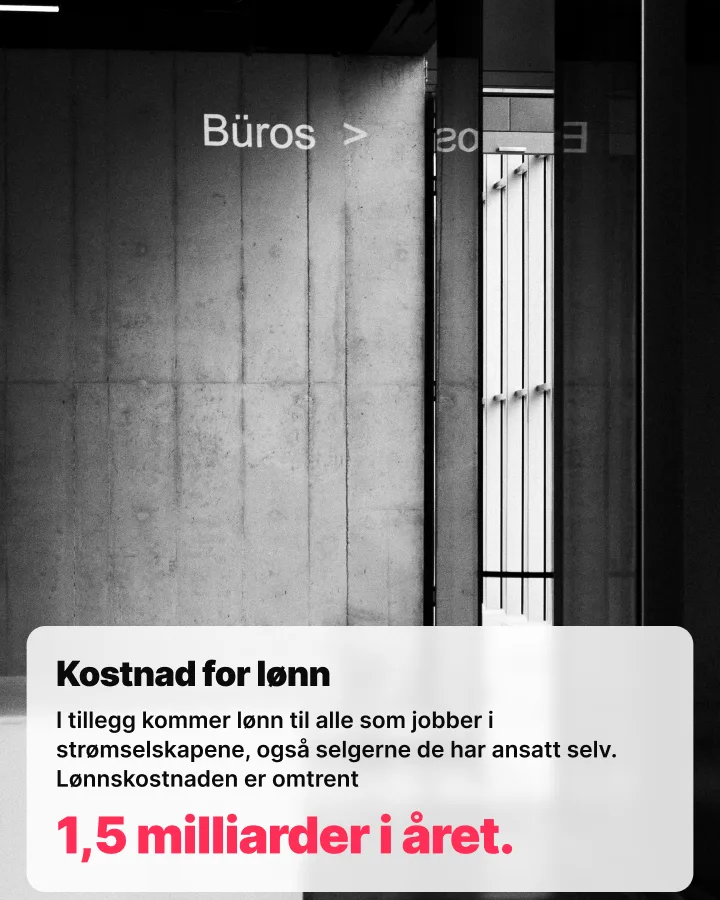 Büros >
Kostnad for lønn
I tillegg kommer lønn til alle som jobber i
strømselskapene, også selgerne de har ansatt selv.
Lønnskostnaden er omtrent
1,5 milliarder i året.